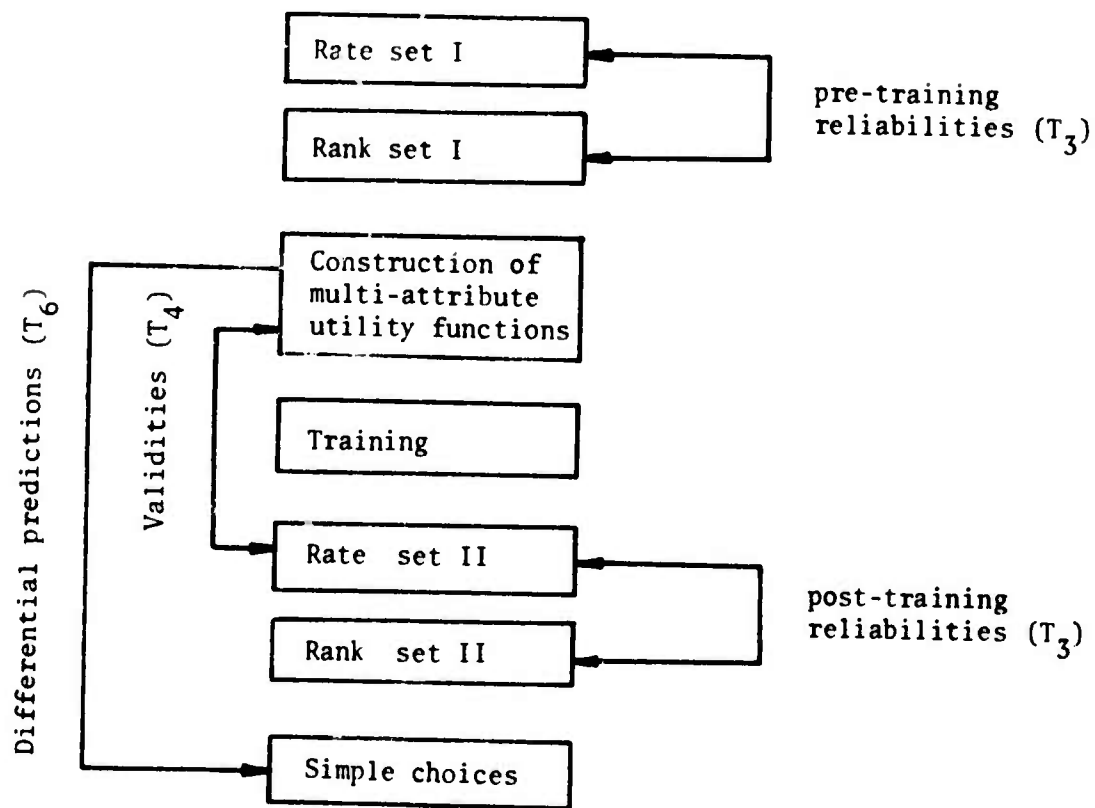 Rate set I
Rank set I
pre-training
reliabilities (T3)
Construction of
multi-attribute
utility functions
Differential predictions (T6)
Validities (T4)
Training
Rate set II
Rank set II
post-training
reliabilities (T3)
Simple choices